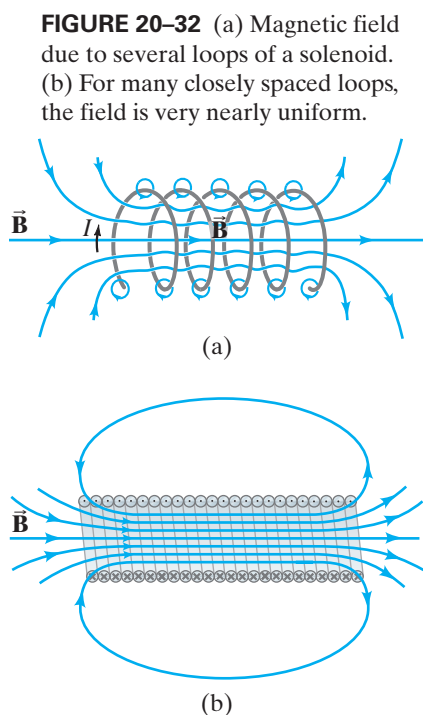 FIGURE 20–32 (a) Magnetic field
due to several loops of a solenoid.
(b) For many closely spaced loops,
the field is very nearly uniform.
B⃗
I
B⃗
(a)
B⃗
(b)